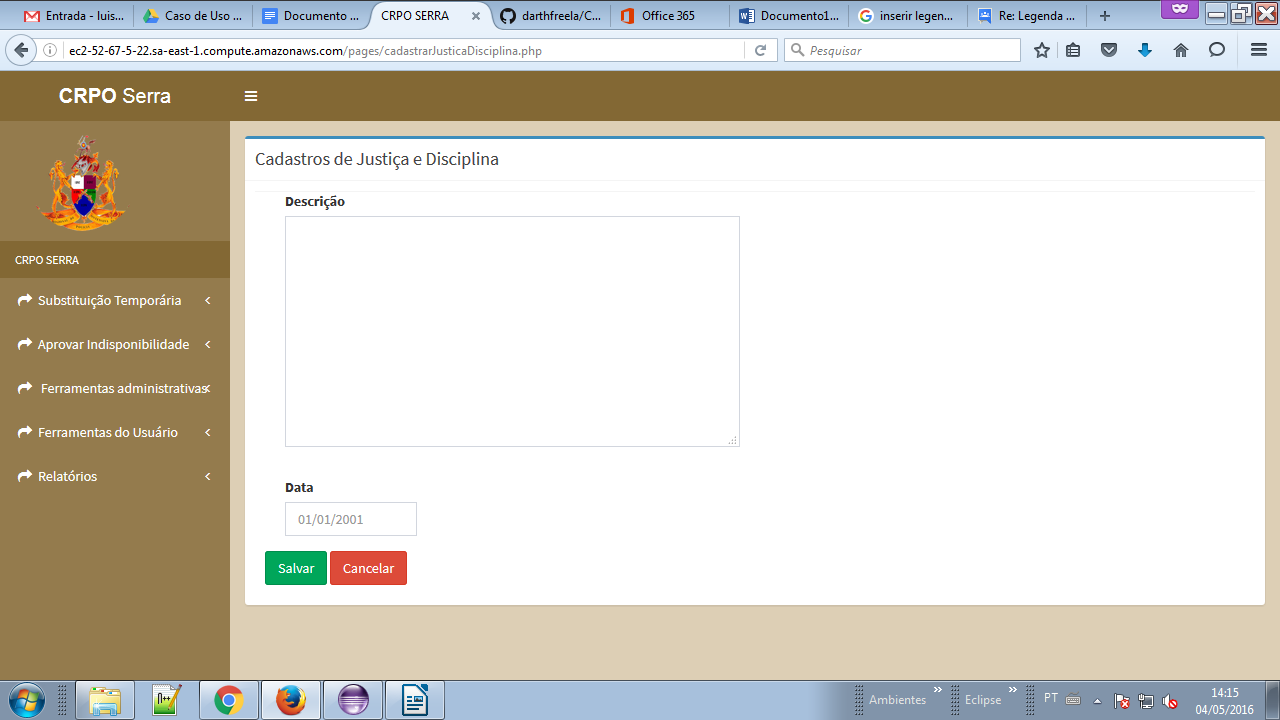 Entrada - luis... Caso de Uso ... Documento ... CRPO SERRA darthfreela/C... Office 365 Documento1... inserir legen... Re: Legenda ...
ec2-52-67-5-22.sa-east-1.compute.amazonaws.com/pages/cadastrarJusticaDisciplina.php Pesquisar
CRPO Serra
Cadastros de Justiça e Disciplina
Descrição
CRPO SERRA
Substituição Temporária
Aprovar Indisponibilidade
Ferramentas administrativas
Ferramentas do Usuário
Relatórios
Data
01/01/2001
Salvar Cancelar
Ambientes Eclipse PT 14:15
04/05/2016